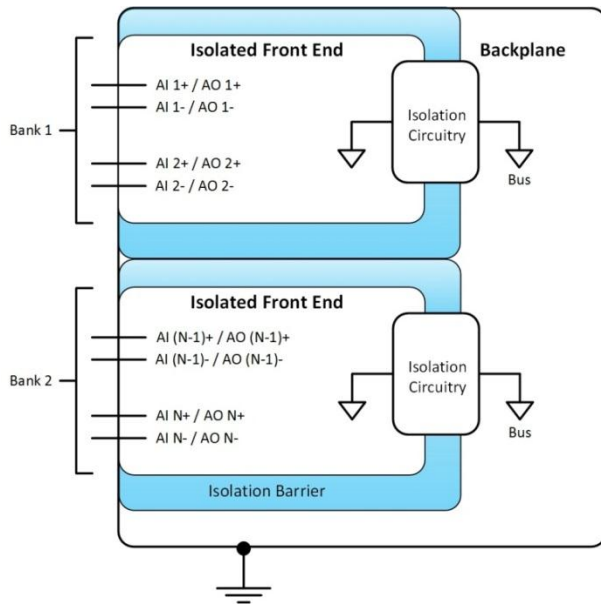 Isolated Front End
Backplane
AI 1+ / AO 1+
AI 1- / AO 1-
Isolation
Circuitry
Bank 1
AI 2+ / AO 2+
AI 2- / AO 2-
Bus
Isolated Front End
AI (N-1)+ / AO (N-1)+
AI (N-1)- / AO (N-1)-
Isolation
Circuitry
Bank 2
AI N+ / AO N+
AI N- / AO N-
Bus
Isolation Barrier